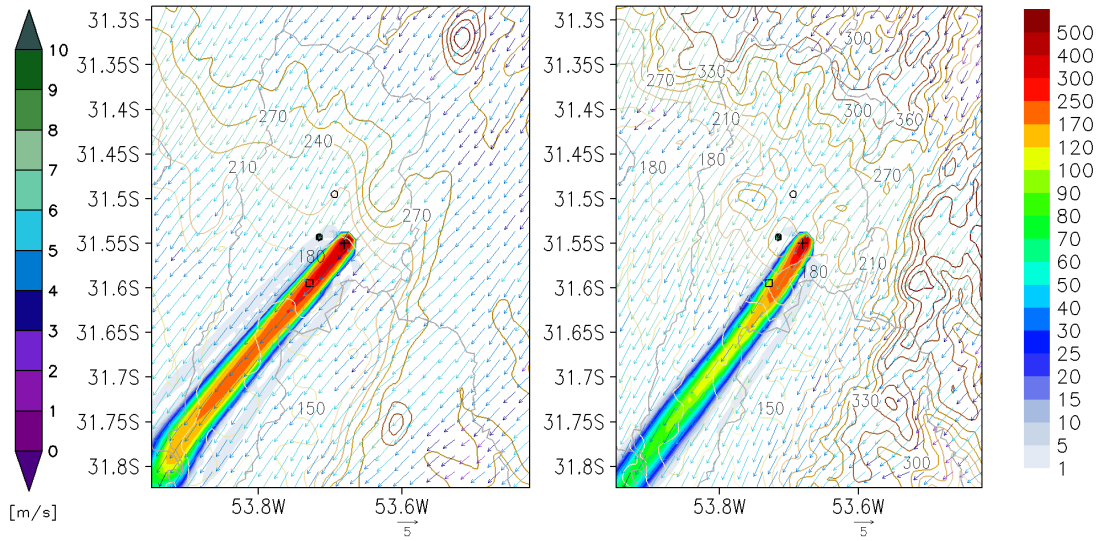 10
9
8
7
6
5
4
3
2
1
0
[m/s]
31.3S
31.35S
31.4S
31.45S
31.5S
31.55S
31.6S
31.65S
31.7S
31.75S
31.8S
270
240
210
270
180
150
53.8W
53.6W
5
31.3S
31.35S
31.4S
31.45S
31.5S
31.55S
31.6S
31.65S
31.7S
31.75S
31.8S
300
330
270
210
300
360
180
180
270
210
180
330
150
300
53.8W
53.6W
5
500
400
300
250
170
120
100
90
80
70
60
50
40
30
25
20
15
10
5
1